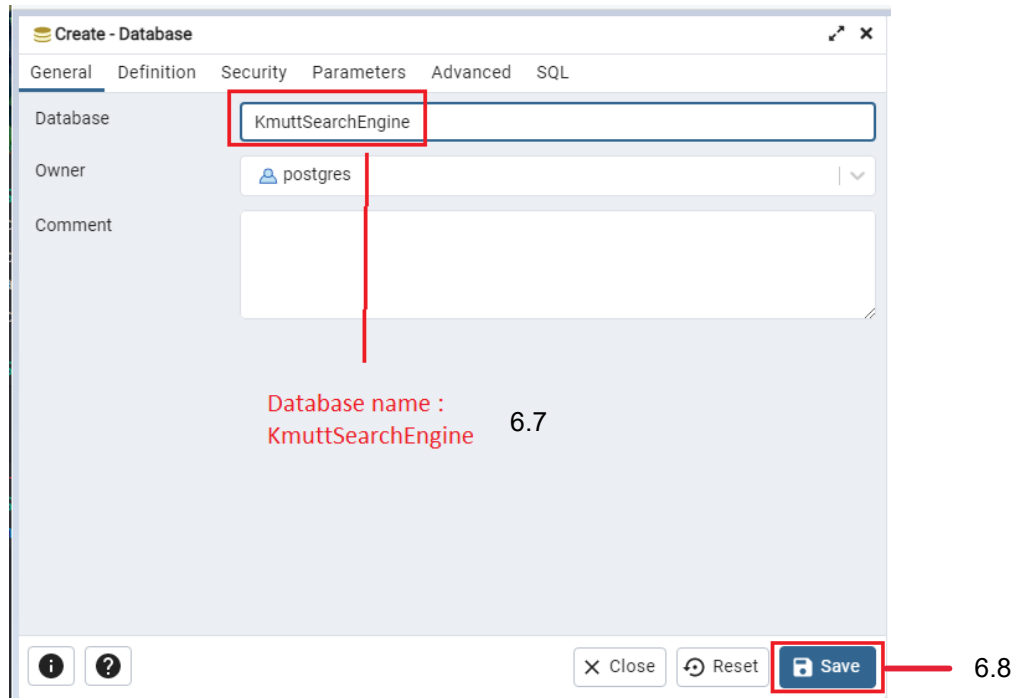 Create - Database
General Definition Security Parameters Advanced SQL
Database KmuttSearchEngine
Owner postgres
Comment
Database name :
KmuttSearchEngine
6.7
Close Reset Save 6.8